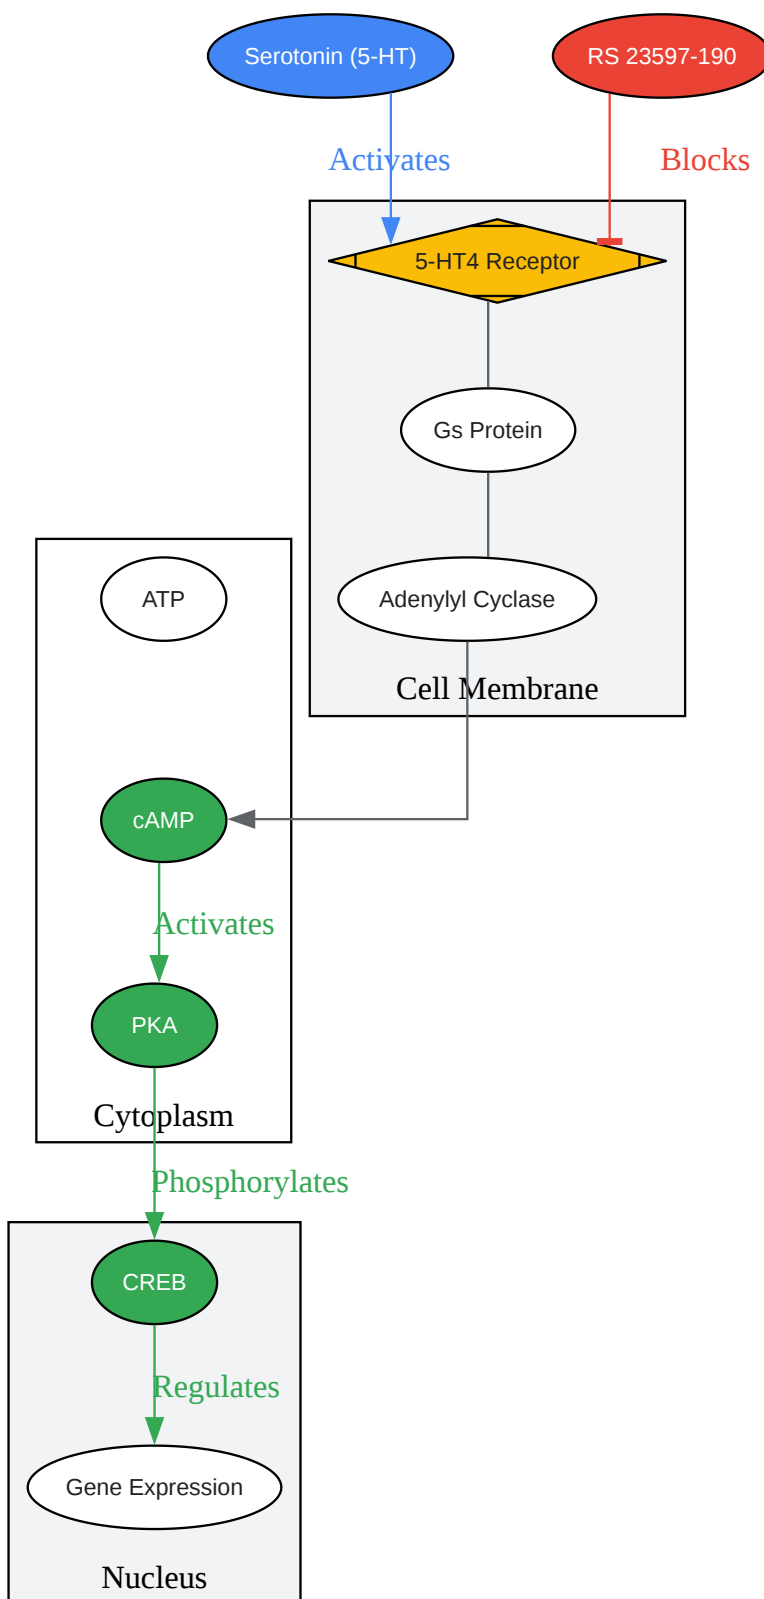 Serotonin (5-HT)
RS 23597-190
Activates
Blocks
5-HT4 Receptor
Gs Protein
ATP
Adenylyl Cyclase
Cell Membrane
cAMP
Activates
PKA
Cytoplasm
Phosphorylates
CREB
Regulates
Gene Expression
Nucleus